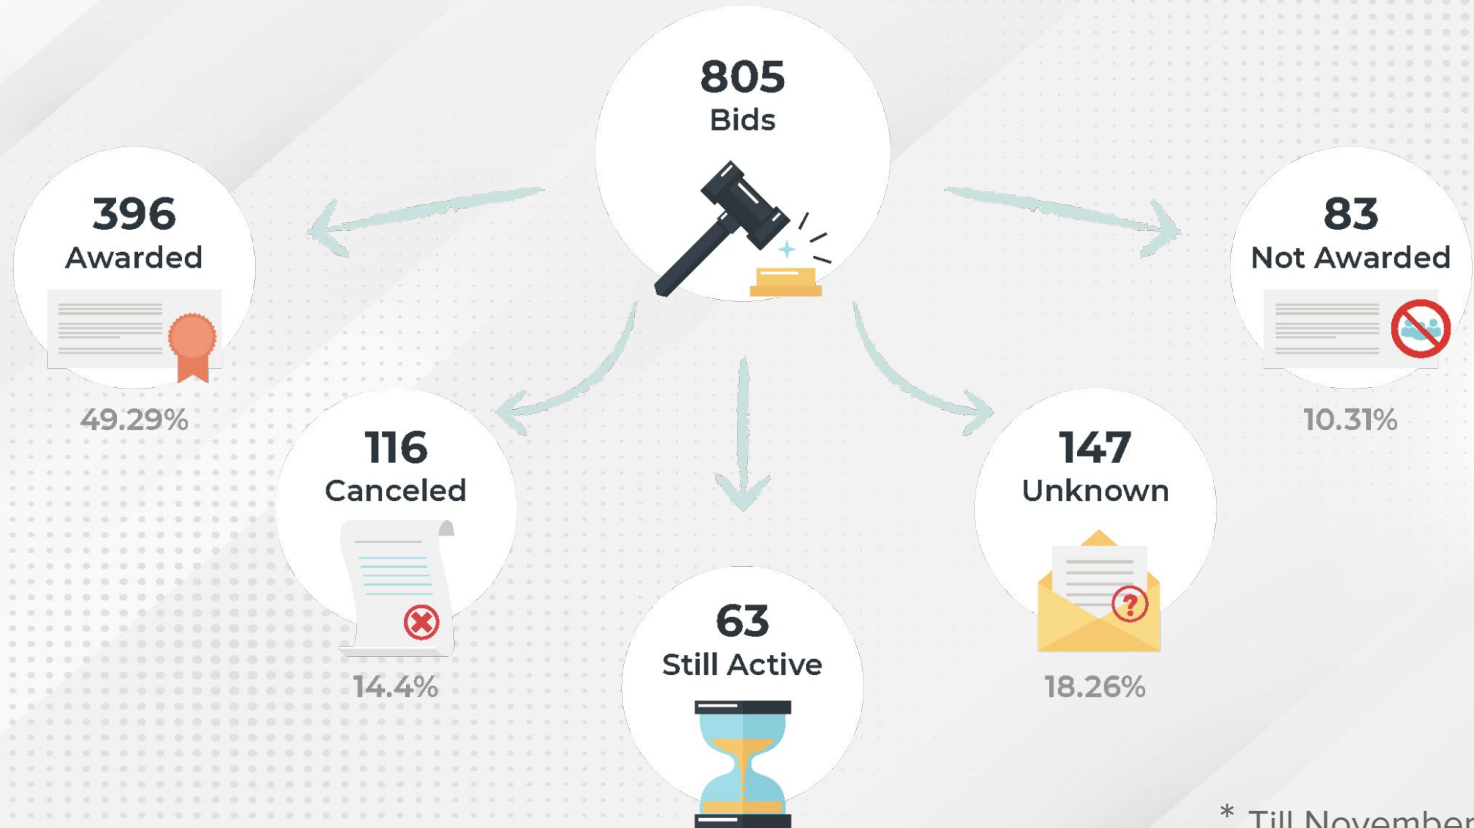 805
Bids
396
Awarded
49.29%
83
Not Awarded
10.31%
116
Canceled
14.4%
147
Unknown
18.26%
63
Still Active
?
* Till November